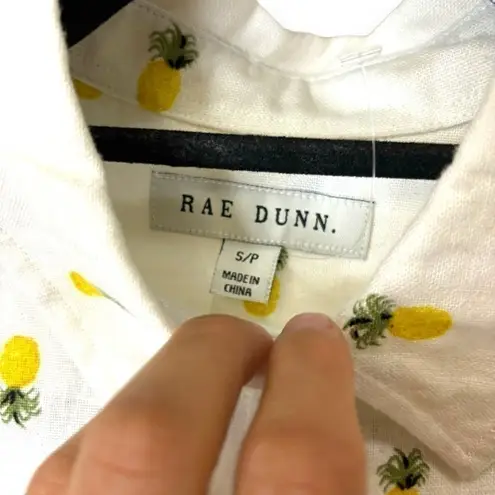 RAE DUNN.
S/P
MADE IN
CHINA